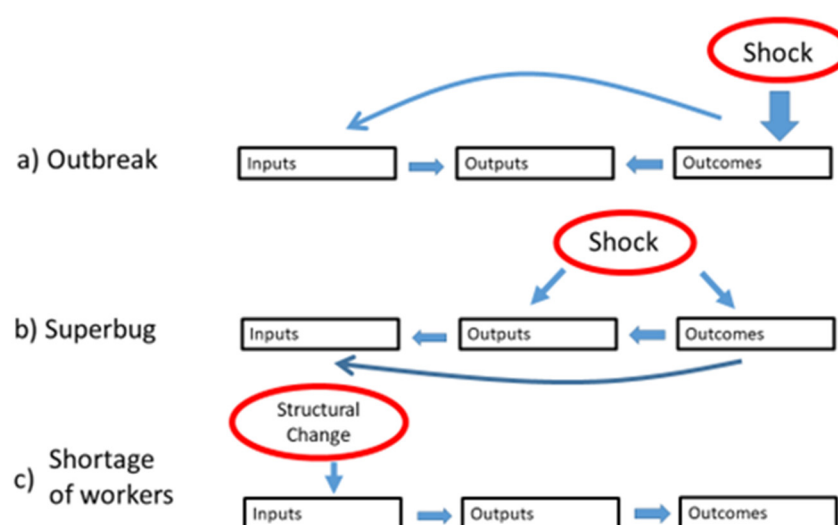 Shock
a) Outbreak
Inputs
Outputs
Outcomes
Shock
b) Superbug
Inputs
Outputs
Outcomes
Structural
Change
c) Shortage
of workers
Inputs
Outputs
Outcomes